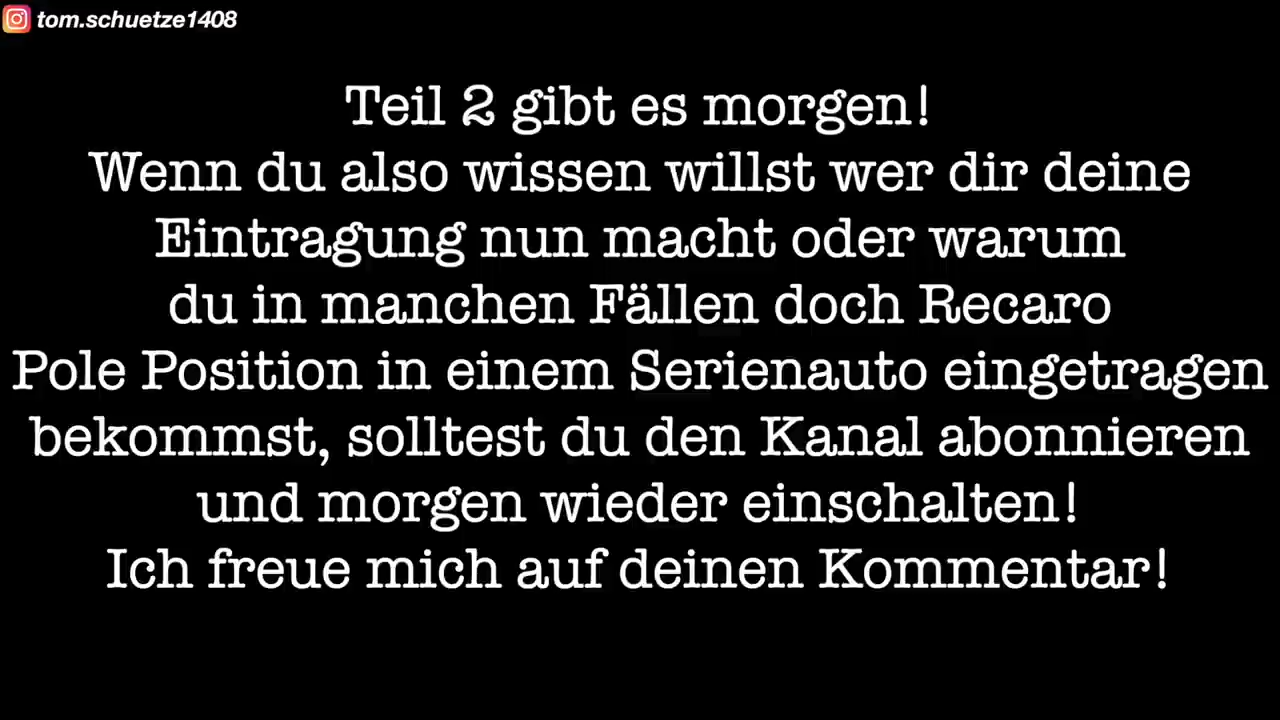 tom.schuetze1408
Teil 2 gibt es morgen!
Wenn du also wissen willst wer dir deine
Eintragung nun macht oder warum
du in manchen Fällen doch Recaro
Pole Position in einem Serienauto eingetragen
bekommst, solltest du den Kanal abonnieren
und morgen wieder einschalten!
Ich freue mich auf deinen Kommentar!